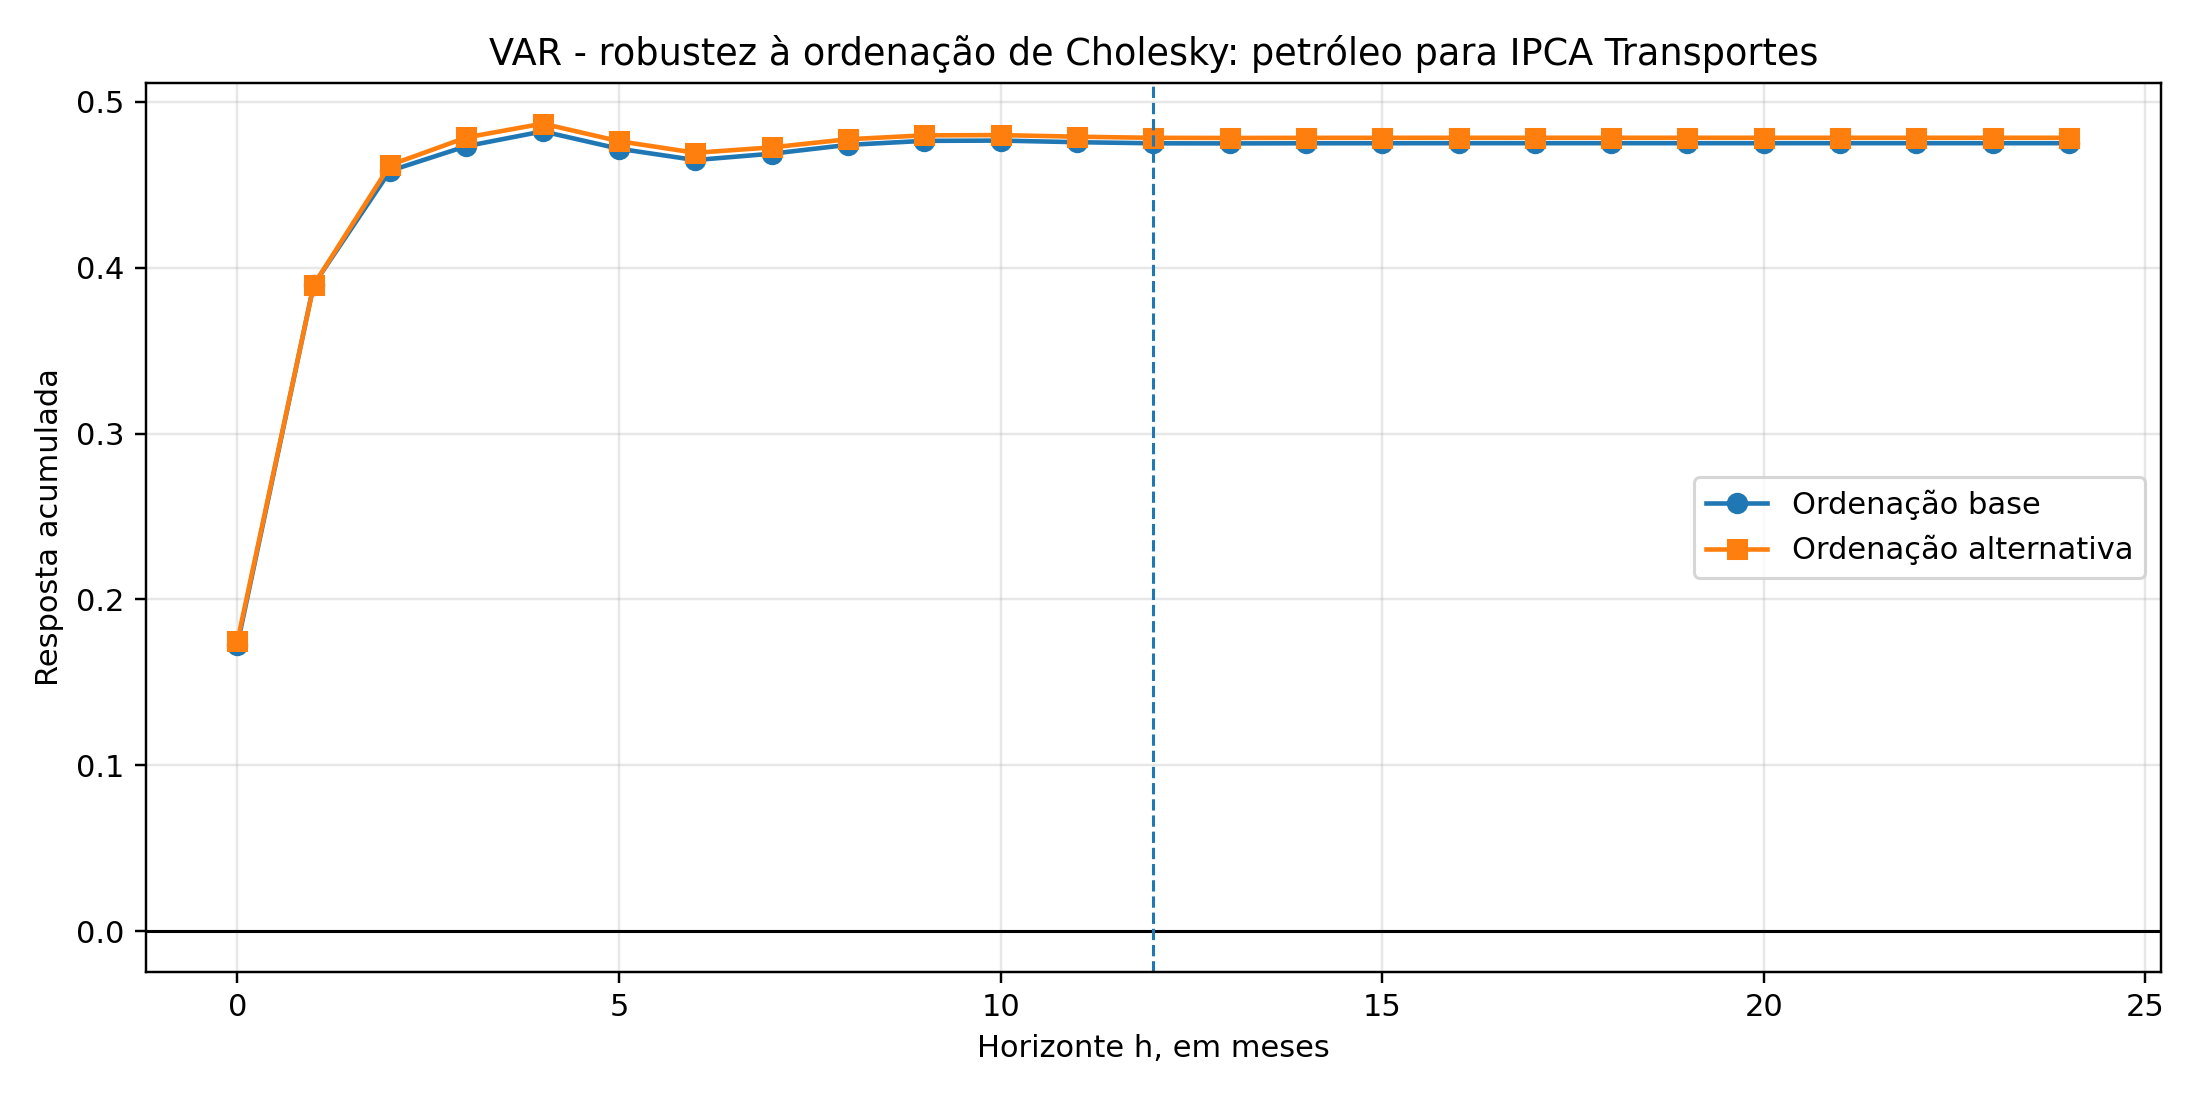 VAR - robustez à ordenação de Cholesky: petróleo para IPCA Transportes
Resposta acumulada
0.5
0.4
0.3
0.2
0.1
0.0
Ordenação base
Ordenação alternativa
0 5 10 15 20 25
Horizonte h, em meses